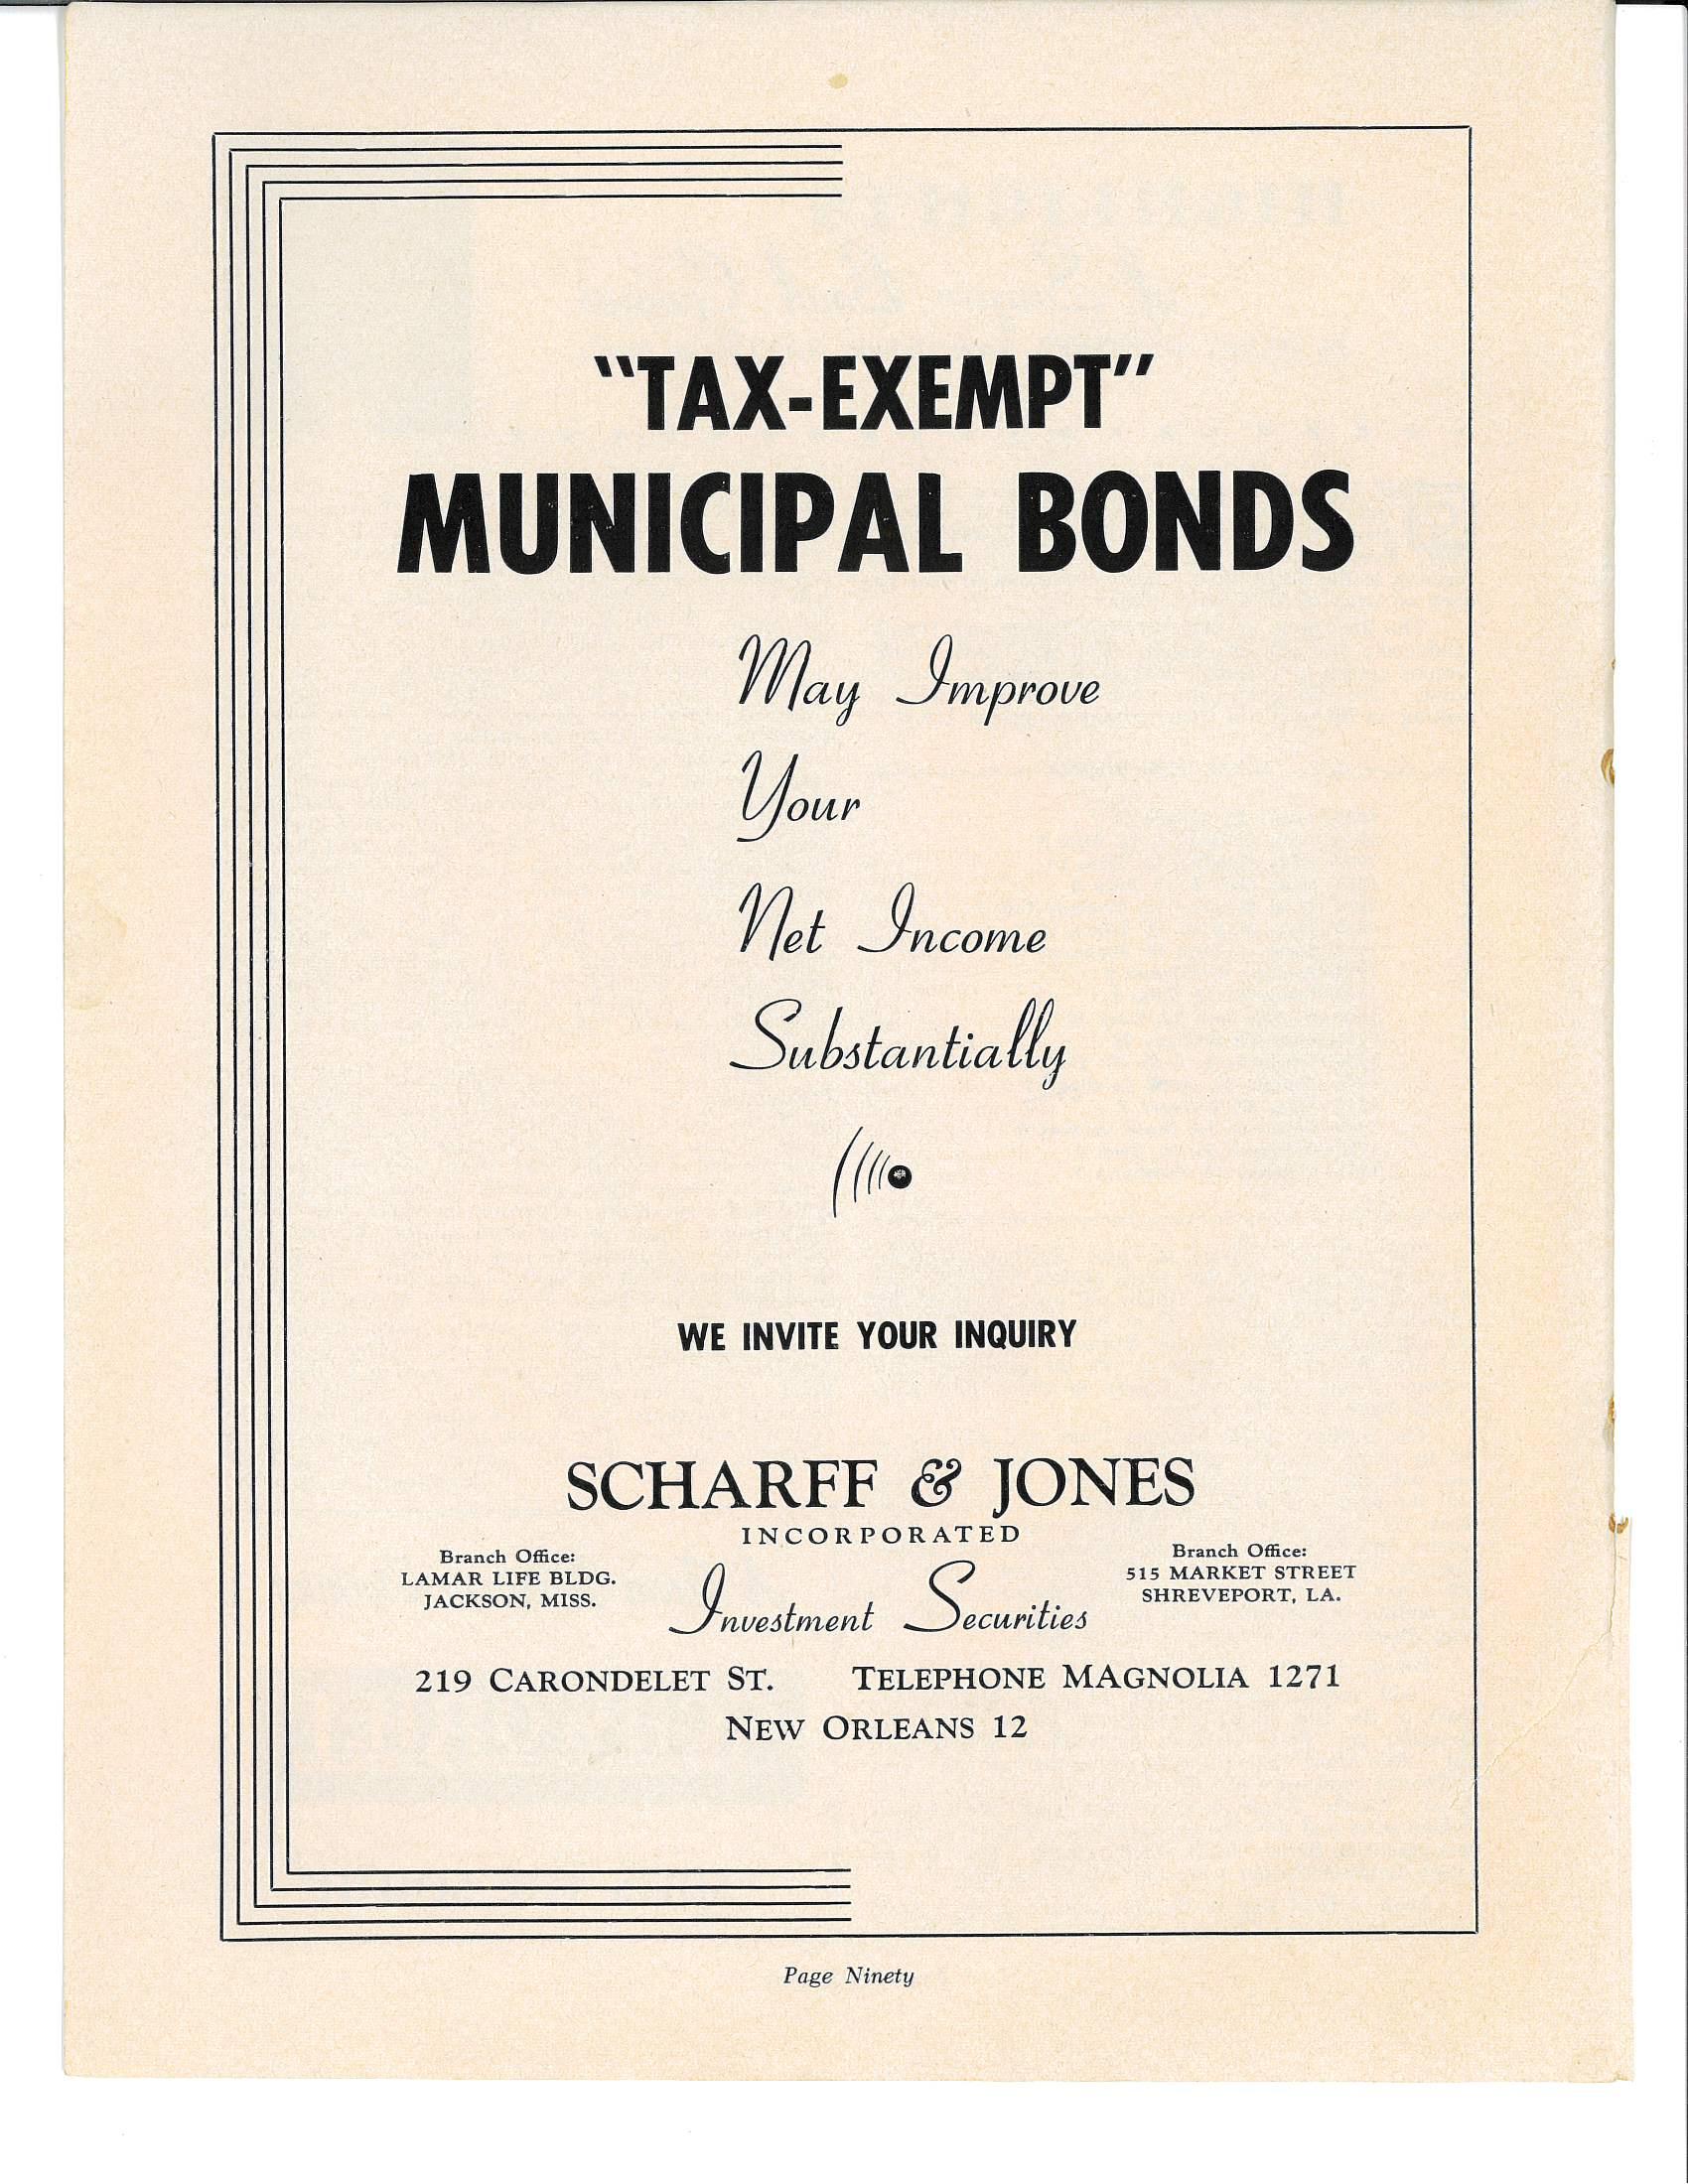 "TAX-EXEMPT"
MUNICIPAL BONDS
May Improve
Your
Net Income
Substantially
WE INVITE YOUR INQUIRY
SCHARFF & JONES
INCORPORATED
Branch Office:
LAMAR LIFE BLDG.
JACKSON, MISS.
Investment Securities
Branch Office:
515 MARKET STREET
SHREVEPORT, LA.
219 CARONDELET ST. TELEPHONE MAGNOLIA 1271
NEW ORLEANS 12
Page Ninety